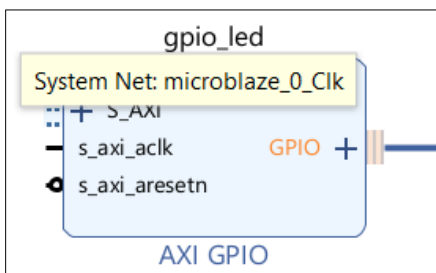 gpio_led
System Net: microblaze_0_Clk
S_AXI
s_axi_aclk
GPIO
s_axi_aresetn
AXI GPIO